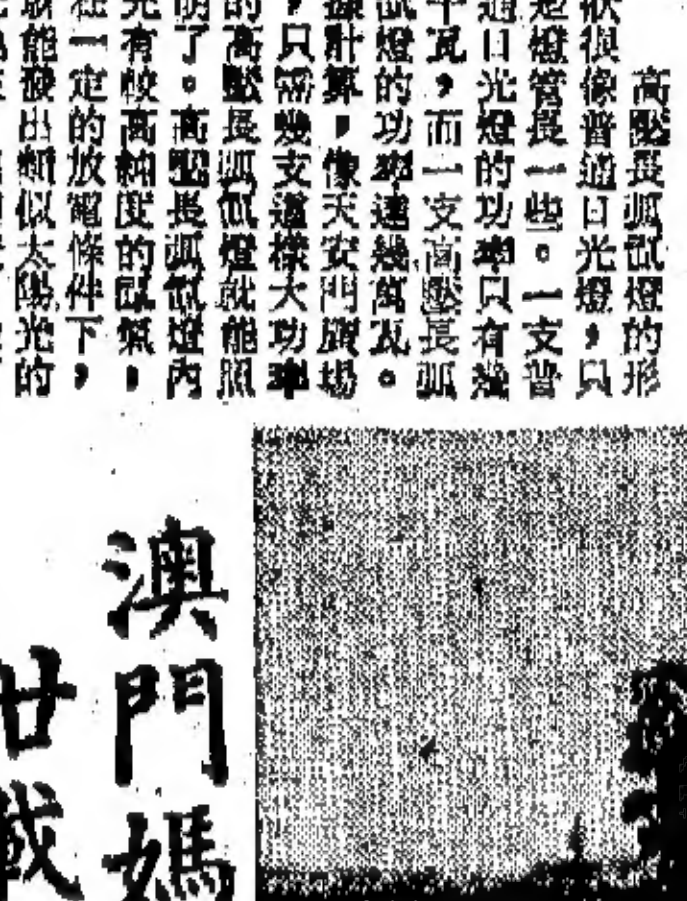 高壓長弧氙燈的形
狀很像普通日光燈，只
是燈管長一些。一支普
通日光燈的功率只有幾
十瓦，而一支高壓長弧
氙燈的功率達幾萬瓦。
據計算，像天安門廣場
，只需幾支這樣大功率
的高壓長弧氙燈就能照
明了。高壓長弧氙燈內
充有較高純度的氙氣，
在一定的放電條件下，
能發出類似太陽光的
澳門媽
廿載